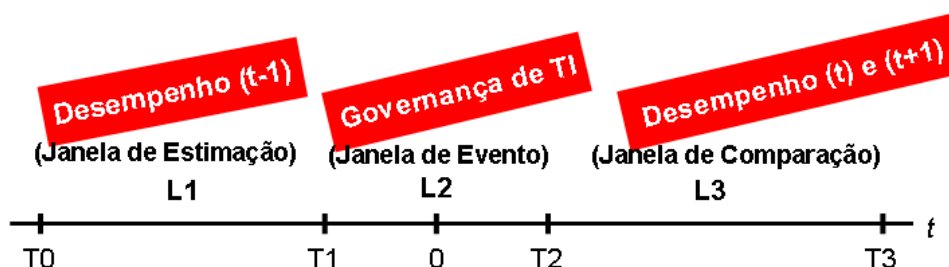 Desempenho (t-1)
Governança de TI
Desempenho (t) e (t+1)
(Janela de Estimação)
(Janela de Evento)
(Janela de Comparação)
L1
L2
L3
t
T0
T1
0
T2
T3